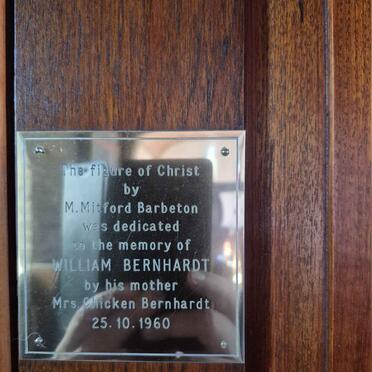 The figure of Christ
by
M.Mitford Barbeton
was dedicated
to the memory of
WILLIAM BERNHARDT
by his mother
Mrs. Chicken Bernhardt
25.10.1960